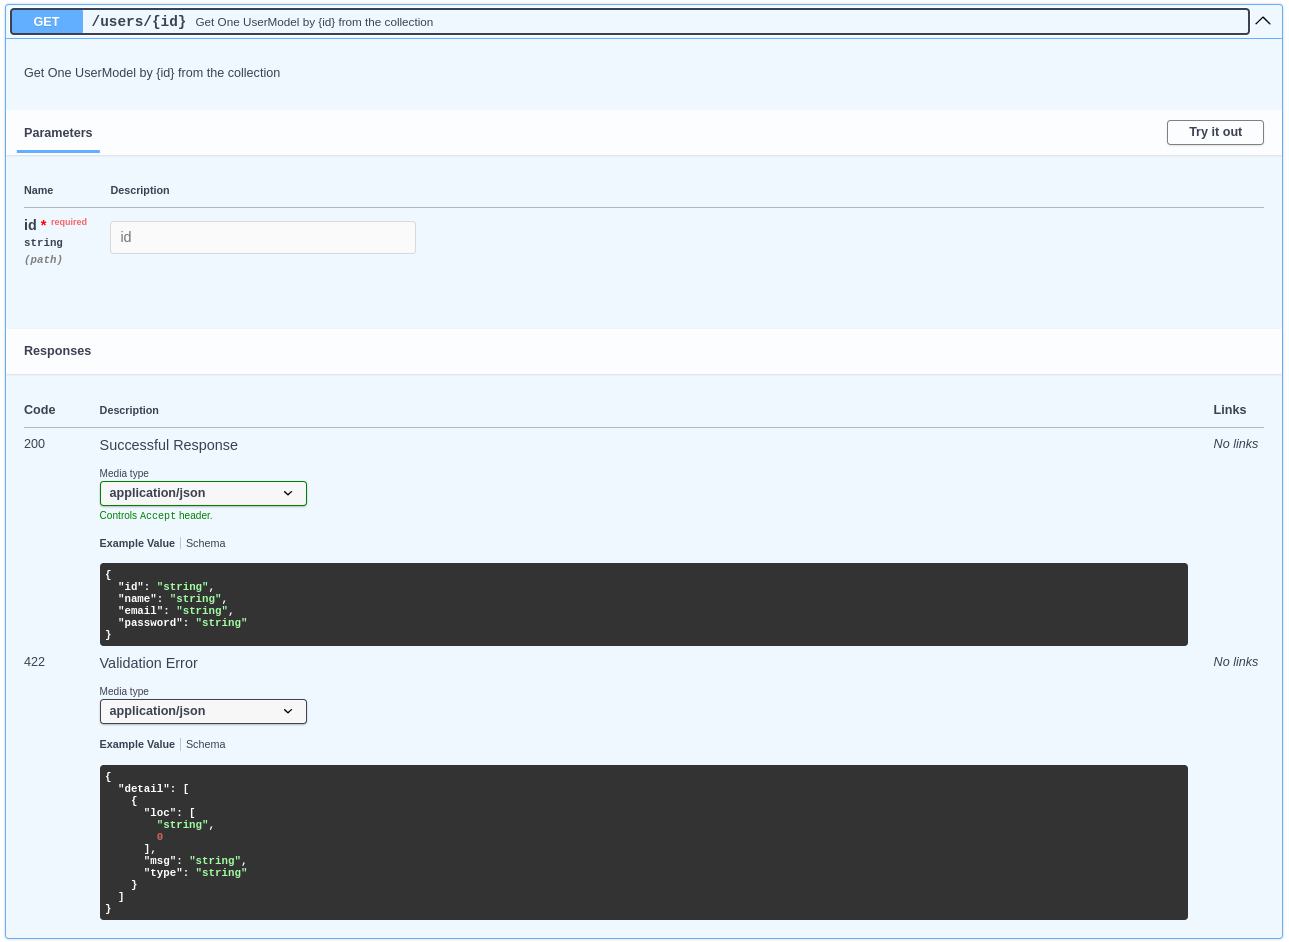 GET /users/{id} Get One UserModel by {id} from the collection
Get One UserModel by {id} from the collection
Parameters Try it out
Name Description
id * required id
string
(path)
Responses
Code Description Links
200 Successful Response No links
Media type
application/json
Controls Accept header.
Example Value Schema
{
  "id": "string",
  "name": "string",
  "email": "string",
  "password": "string"
}
422 Validation Error No links
Media type
application/json
Example Value Schema
{
  "detail": [
    {
      "loc": [
        "string",
        0
      ],
      "msg": "string",
      "type": "string"
    }
  ]
}